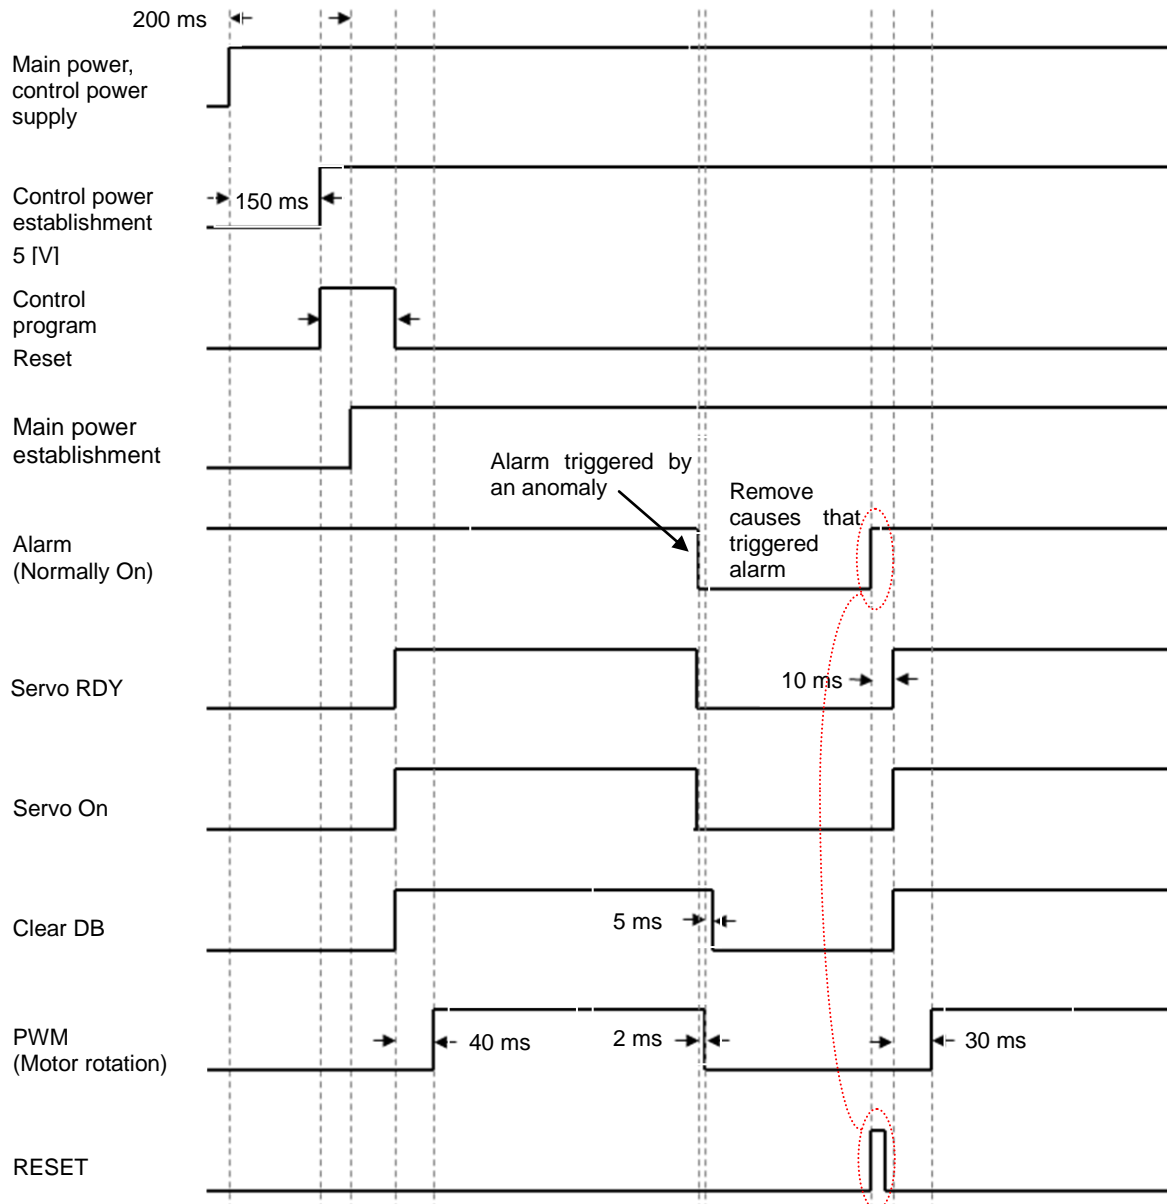 200 ms
Main power,
control power
supply
Control power
establishment
5 [V]
150 ms
Control
program
Reset
Main power
establishment
Alarm triggered by
an anomaly
Remove
causes that
triggered
alarm
Alarm
(Normally On)
Servo RDY
10 ms
Servo On
Clear DB
5 ms
PWM
(Motor rotation)
40 ms
2 ms
30 ms
RESET